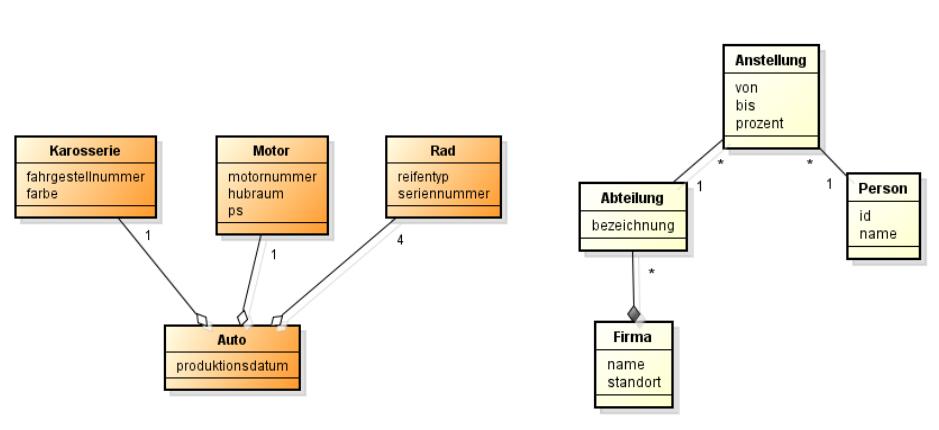 Karosserie
fahrgestellnummer
farbe
1
Motor
motornummer
hubraum
ps
1
Rad
reifentyp
seriennummer
4
Auto
produktionsdatum
Anstellung
von
bis
prozent
*
*
1
1
Abteilung
bezeichnung
*
Person
id
name
Firma
name
standort